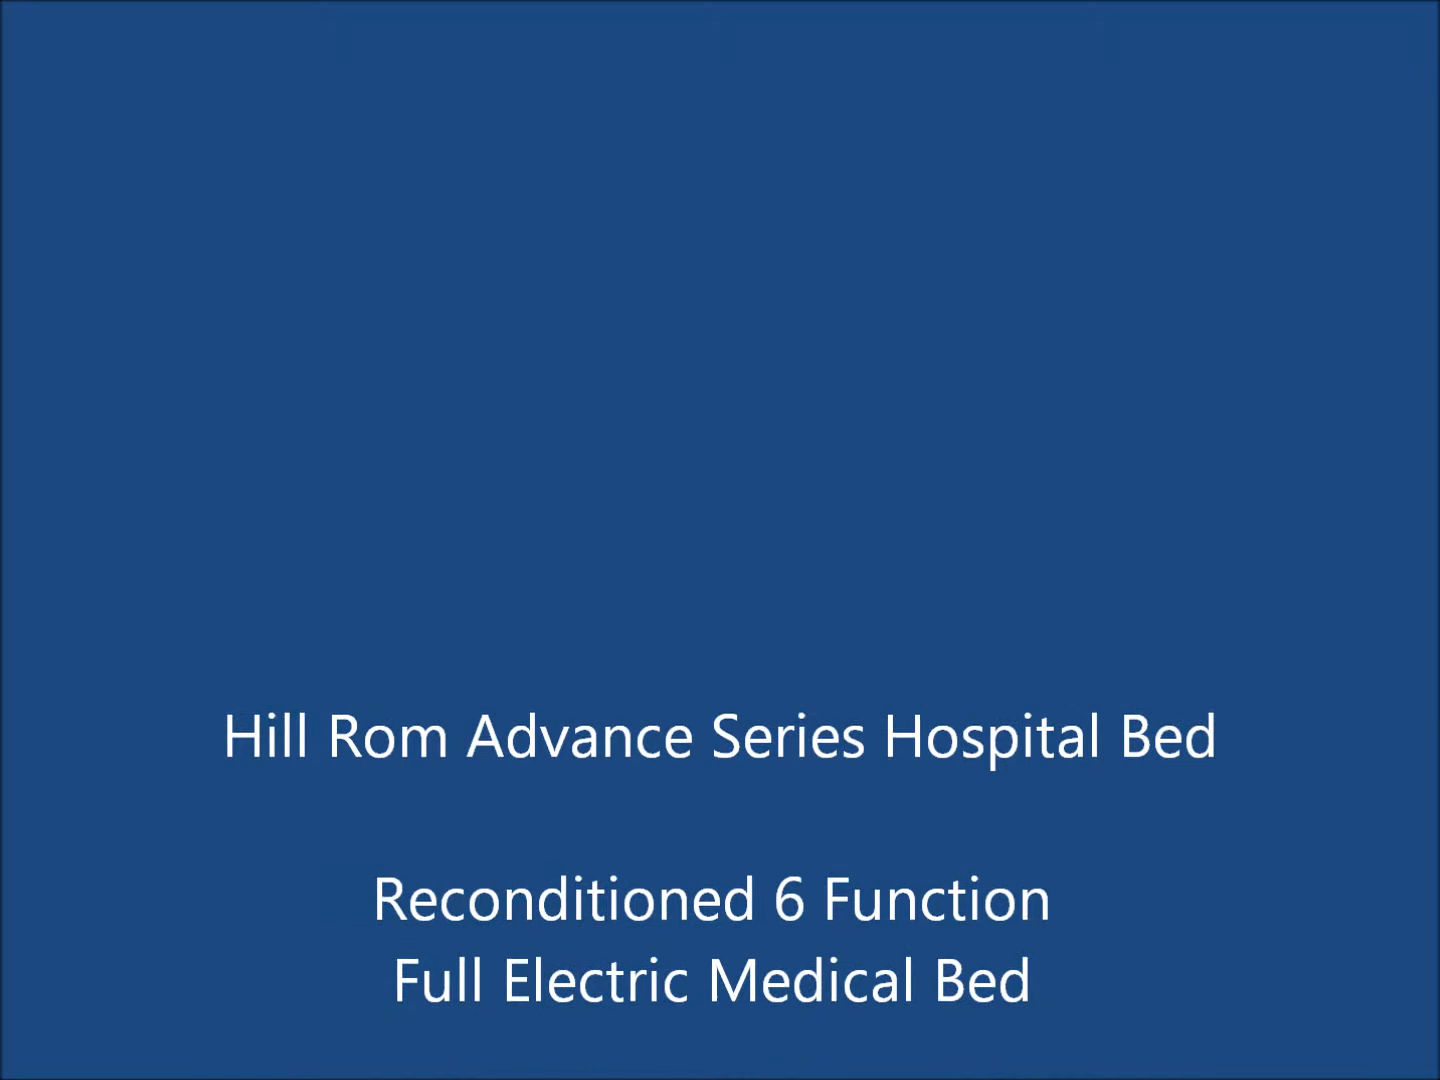 Hill Rom Advance Series Hospital Bed
Reconditioned 6 Function
Full Electric Medical Bed